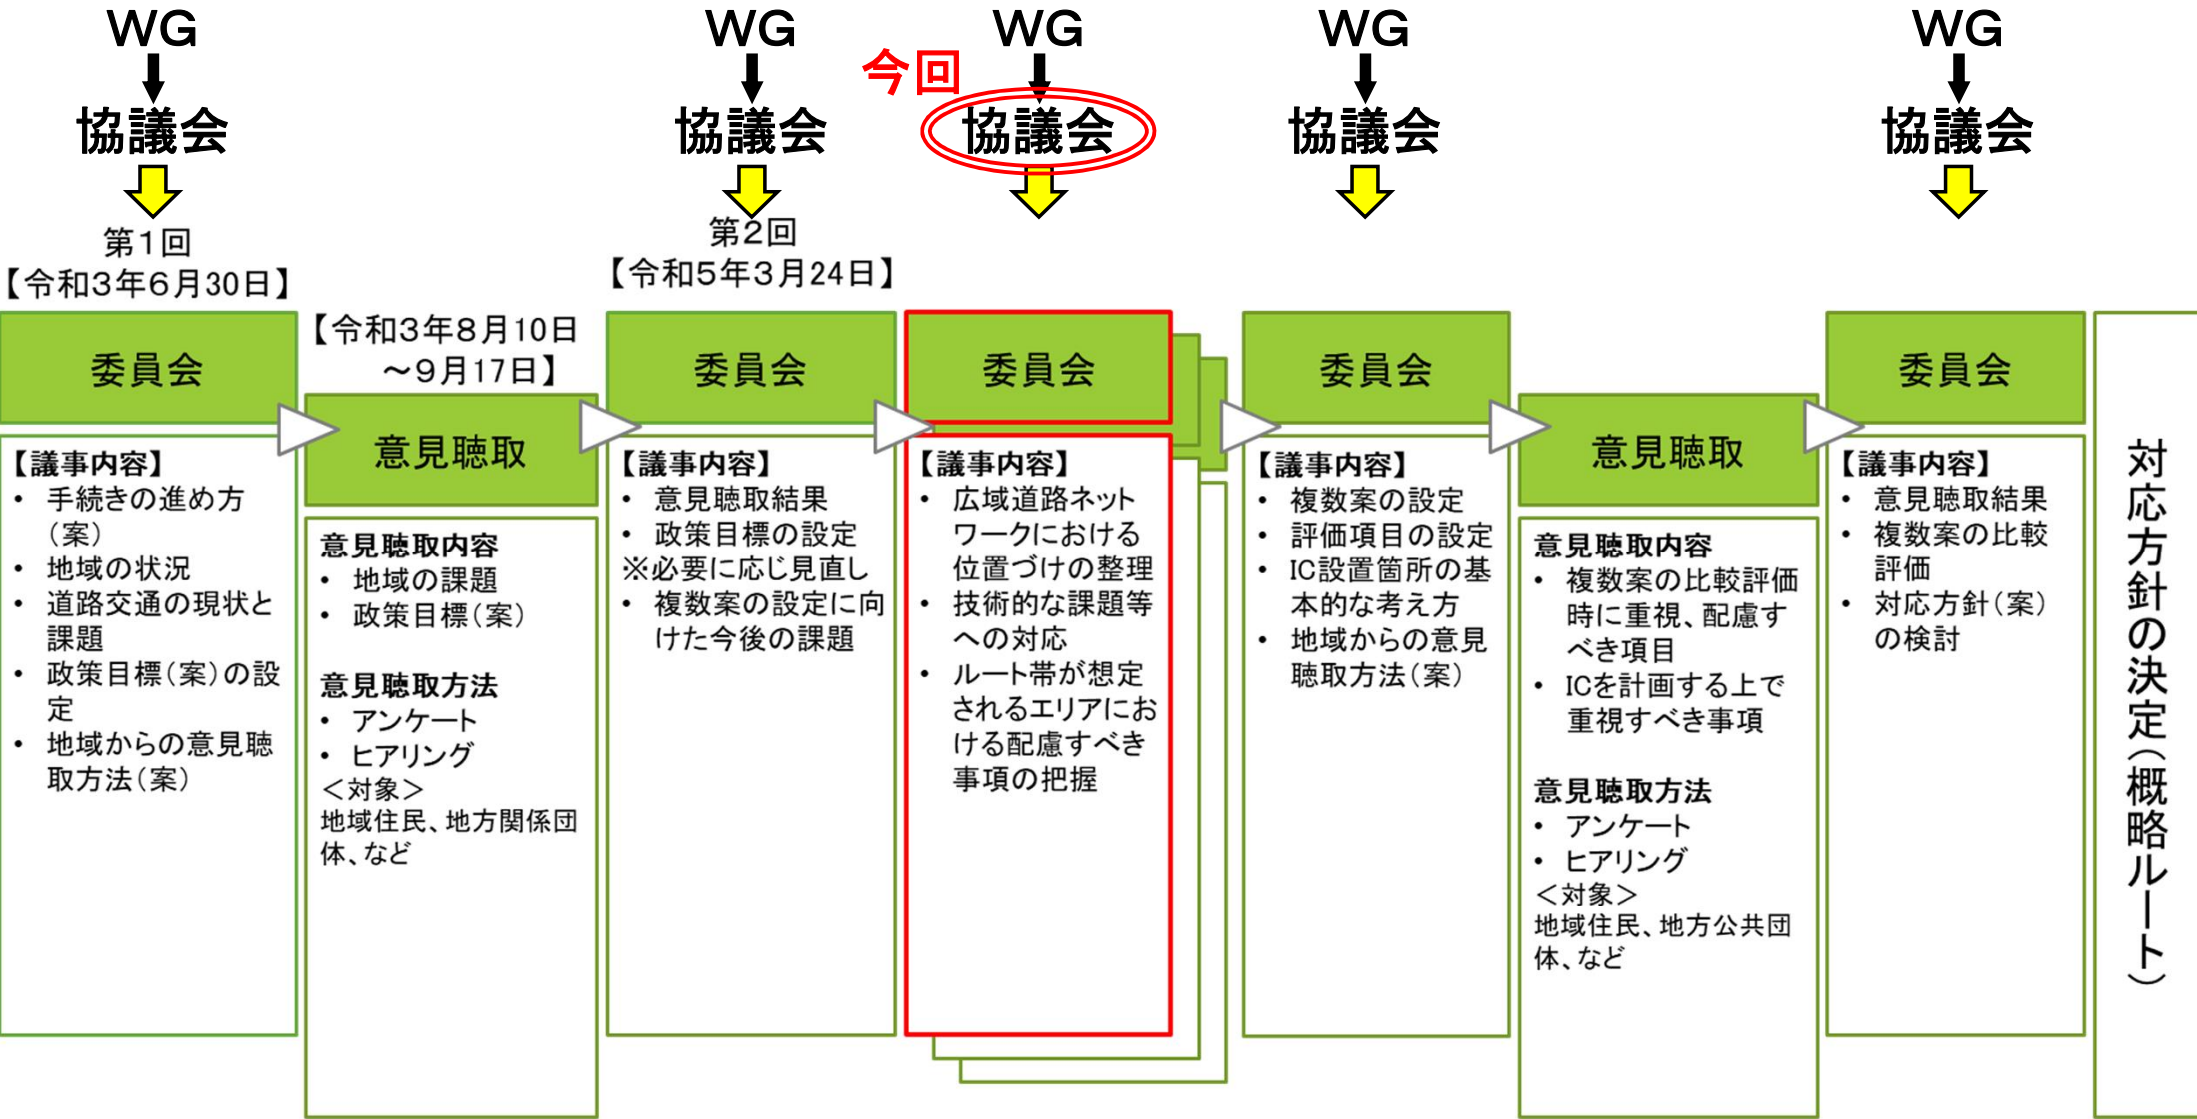 WG
協議会
第1回
【令和3年6月30日】
委員会
【議事内容】
• 手続きの進め方
（案）
• 地域の状況
• 道路交通の現状と
課題
• 政策目標（案）の設
定
• 地域からの意見聴
取方法（案）
【令和3年8月10日
～9月17日】
意見聴取
意見聴取内容
• 地域の課題
• 政策目標（案）
意見聴取方法
• アンケート
• ヒアリング
＜対象＞
地域住民、地方関係団
体、など
WG
協議会
第2回
【令和5年3月24日】
委員会
【議事内容】
• 意見聴取結果
• 政策目標の設定
※必要に応じ見直し
• 複数案の設定に向
けた今後の課題
今回
WG
協議会
委員会
【議事内容】
• 広域道路ネット
ワークにおける
位置づけの整理
• 技術的な課題等
への対応
• ルート帯が想定
されるエリアにお
ける配慮すべき
事項の把握
WG
協議会
委員会
【議事内容】
• 複数案の設定
• 評価項目の設定
• IC設置箇所の基
本的な考え方
• 地域からの意見
聴取方法（案）
意見聴取
意見聴取内容
• 複数案の比較評価
時に重視、配慮す
べき項目
• ICを計画する上で
重視すべき事項
意見聴取方法
• アンケート
• ヒアリング
＜対象＞
地域住民、地方公共団
体、など
WG
協議会
委員会
【議事内容】
• 意見聴取結果
• 複数案の比較
評価
• 対応方針（案）
の検討
対応方針の決定（概略ルート）